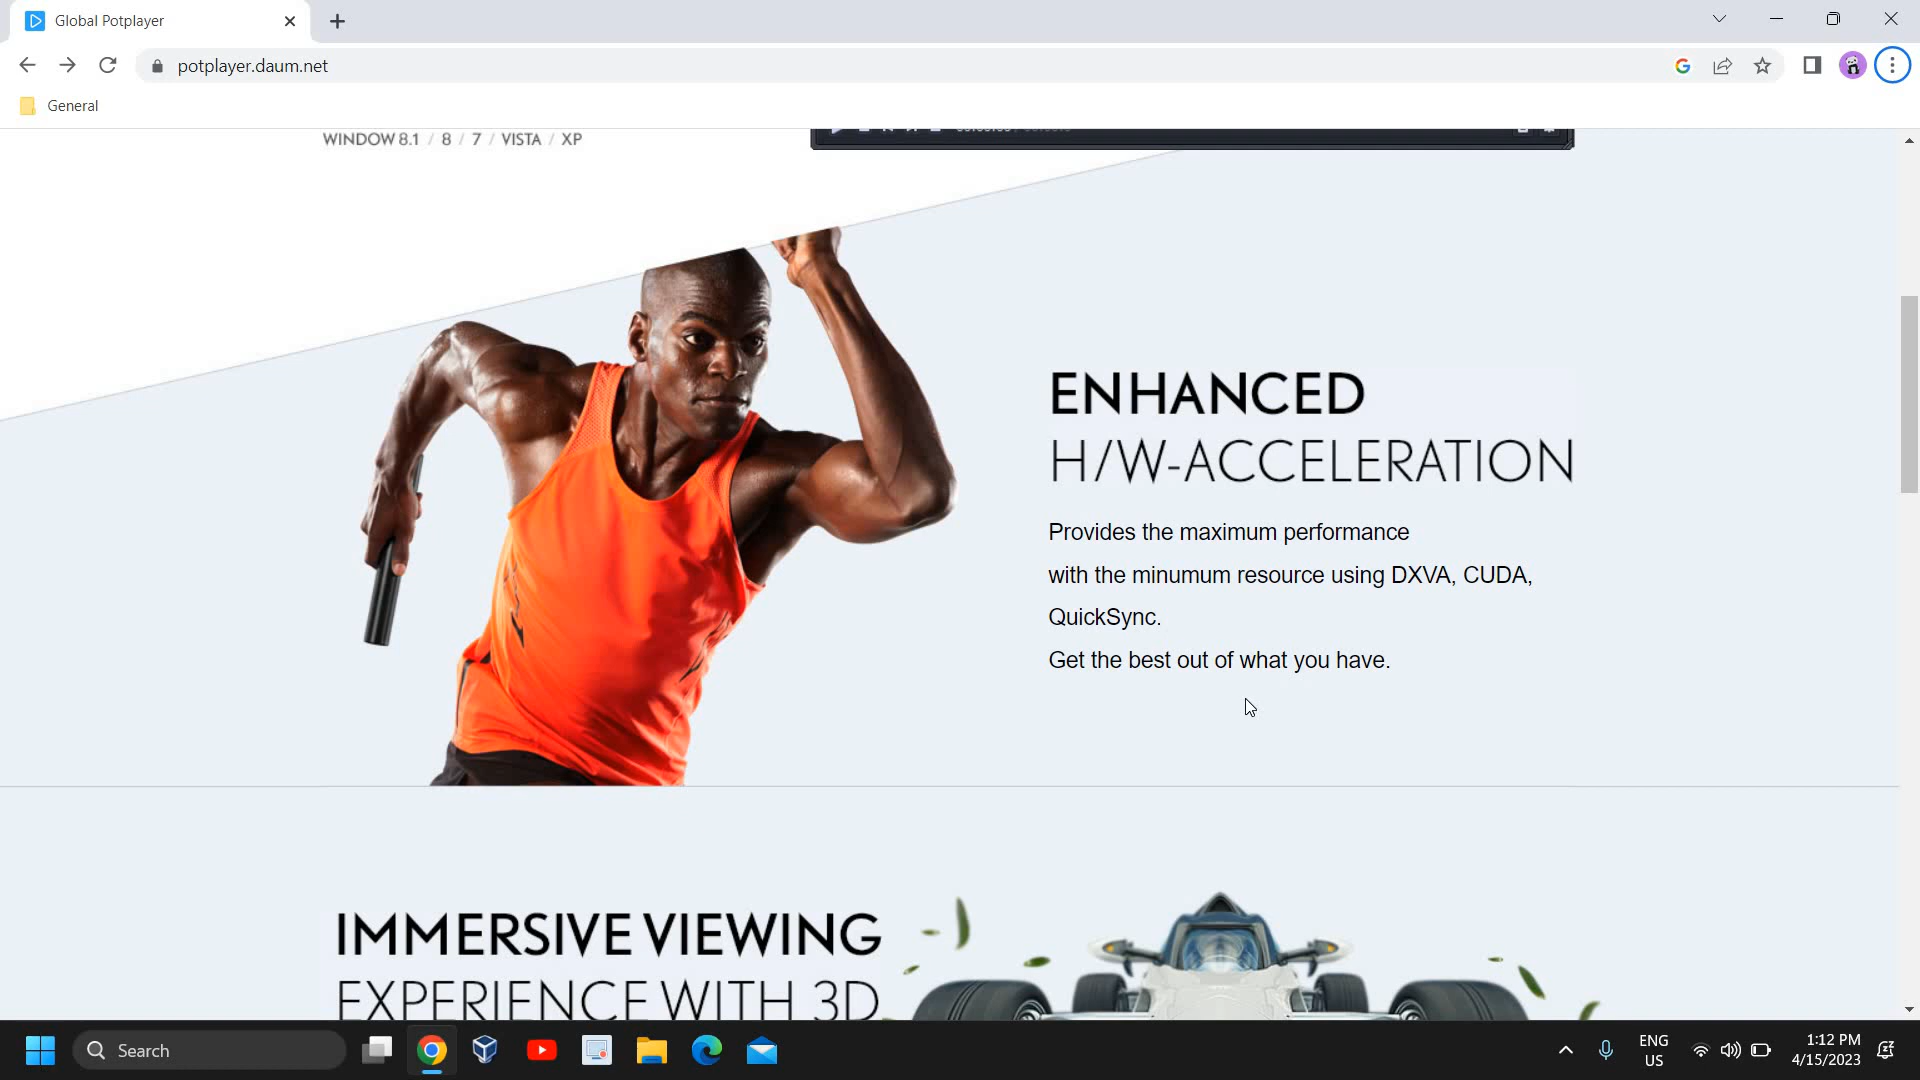 Global Potplayer
potplayer.daum.net
General
WINDOW 8.1 / 8 / 7 / VISTA / XP
ENHANCED
H/W-ACCELERATION
Provides the maximum performance
with the minumum resource using DXVA, CUDA,
QuickSync.
Get the best out of what you have.
IMMERSIVE VIEWING
EXPERIENCE WITH 3D
Search
ENG
US
1:12 PM
4/15/2023